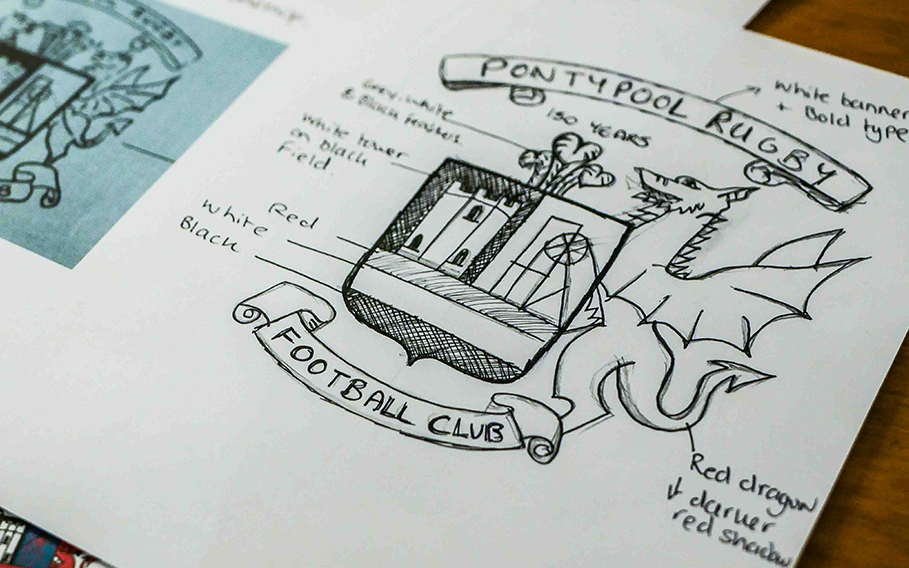 PONTYPOOL RUGBY
White banner
+ Bold type
150 YEARS
Grey, white
& Black feathers
White tower
on black
field.
Red
White
Black
FOOTBALL CLUB
Red dragon
↓ darker
red shadow